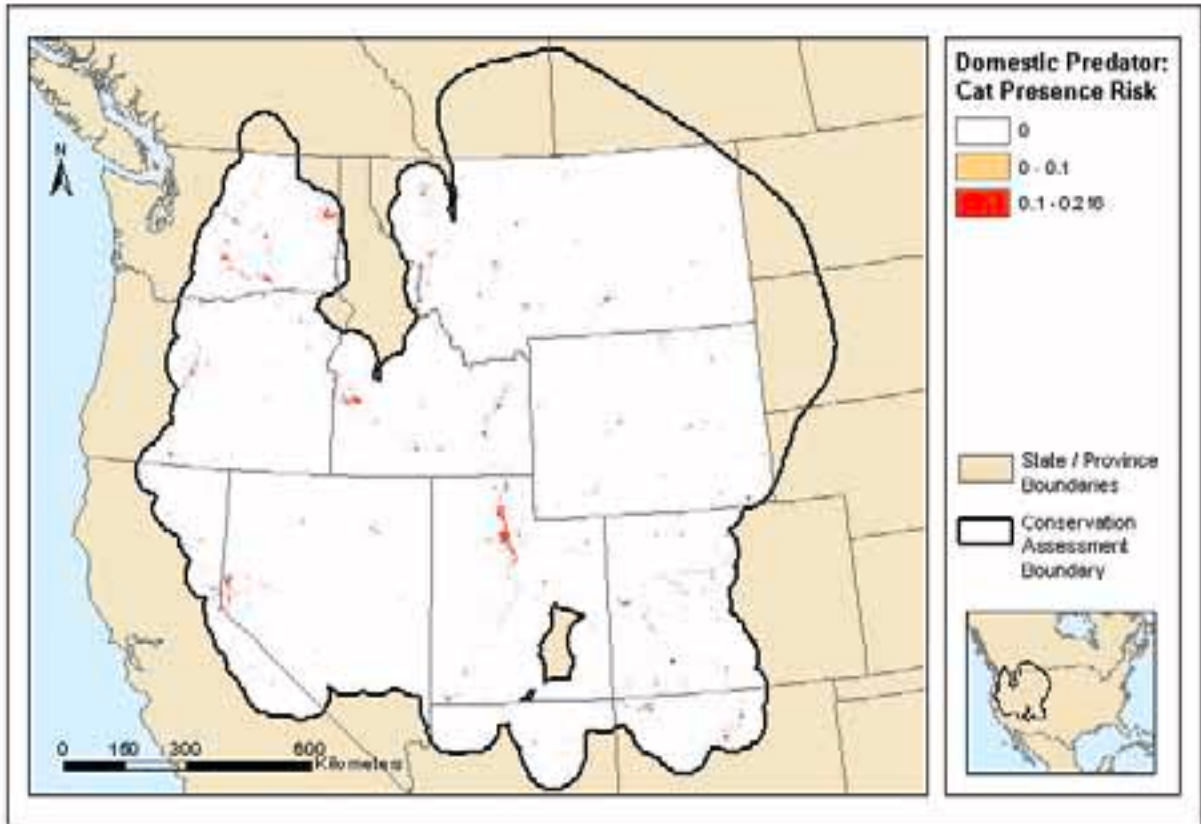 N
0 150 300 600
Kilometers
Domestic Predator:
Cat Presence Risk
0
0 - 0.1
0.1 - 0.216
State / Province
Boundaries
Conservation
Assessment
Boundary